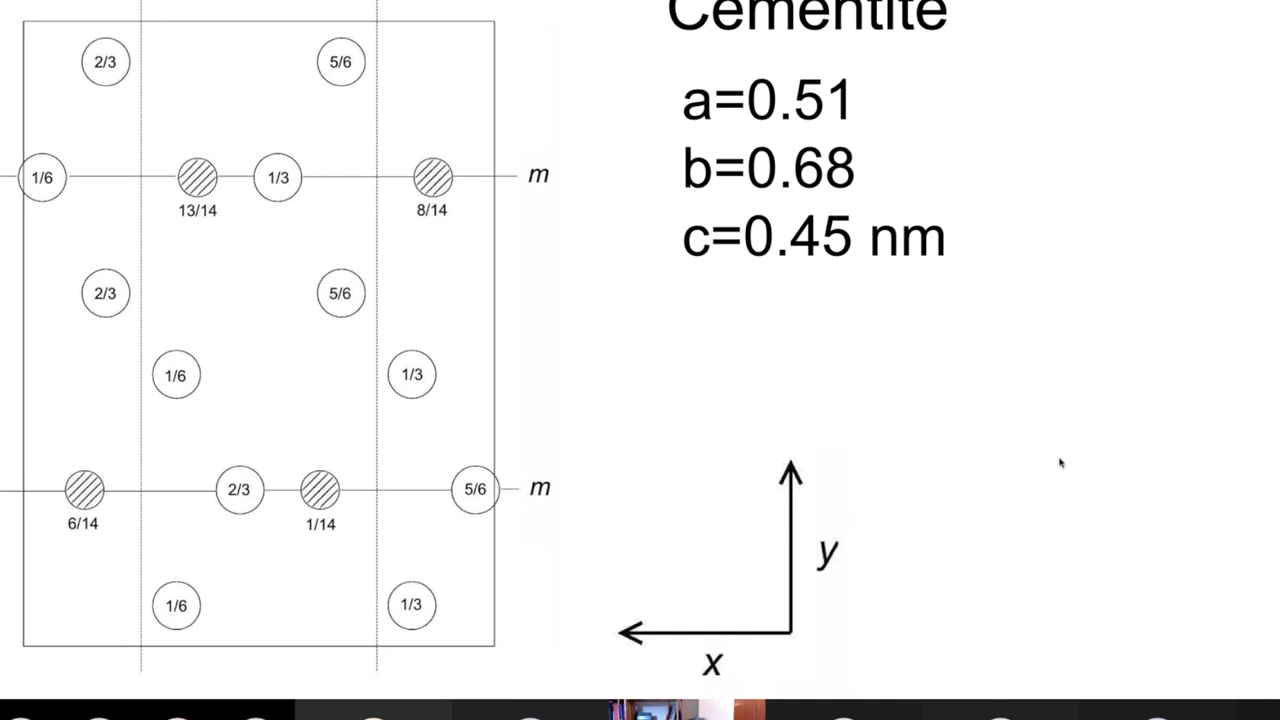 Cementite
2/3 5/6
a=0.51
1/6 1/3 m
13/14 8/14
b=0.68
c=0.45 nm
2/3 5/6
1/6 1/3
2/3 5/6 m
6/14 1/14
y
1/6 1/3
x